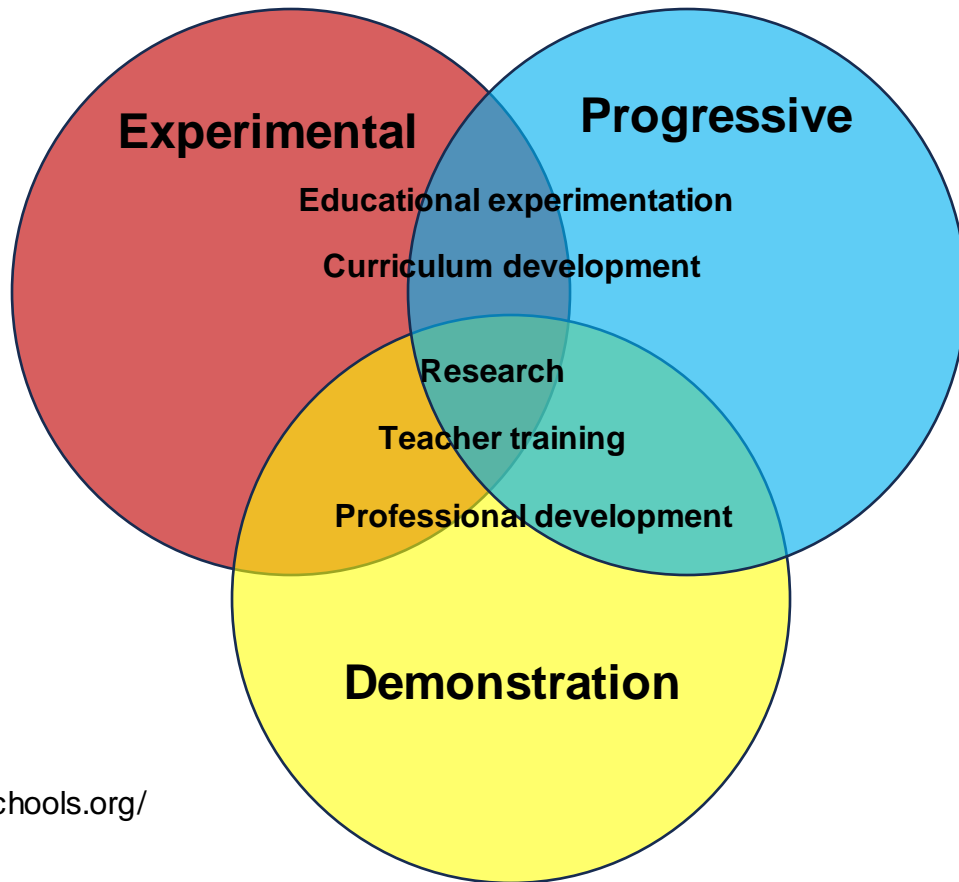 Progressive
Experimental
Educational experimentation
Curriculum development
Research
Teacher training
Professional development
Demonstration
chools.org/